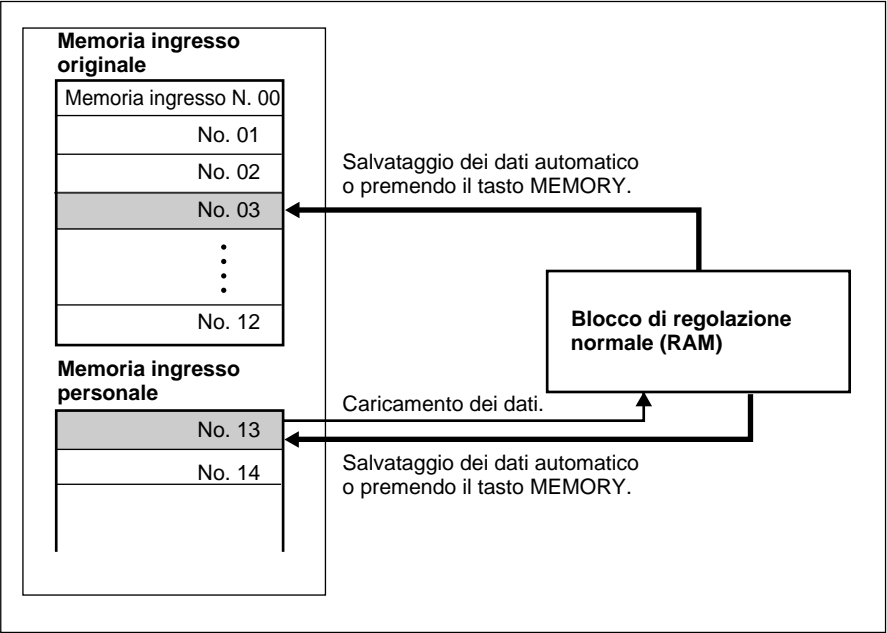 Memoria ingresso
originale
Memoria ingresso N. 00
No. 01
No. 02
No. 03
No. 12
Salvataggio dei dati automatico
o premendo il tasto MEMORY.
Blocco di regolazione
normale (RAM)
Memoria ingresso
personale
No. 13
No. 14
Caricamento dei dati.
Salvataggio dei dati automatico
o premendo il tasto MEMORY.